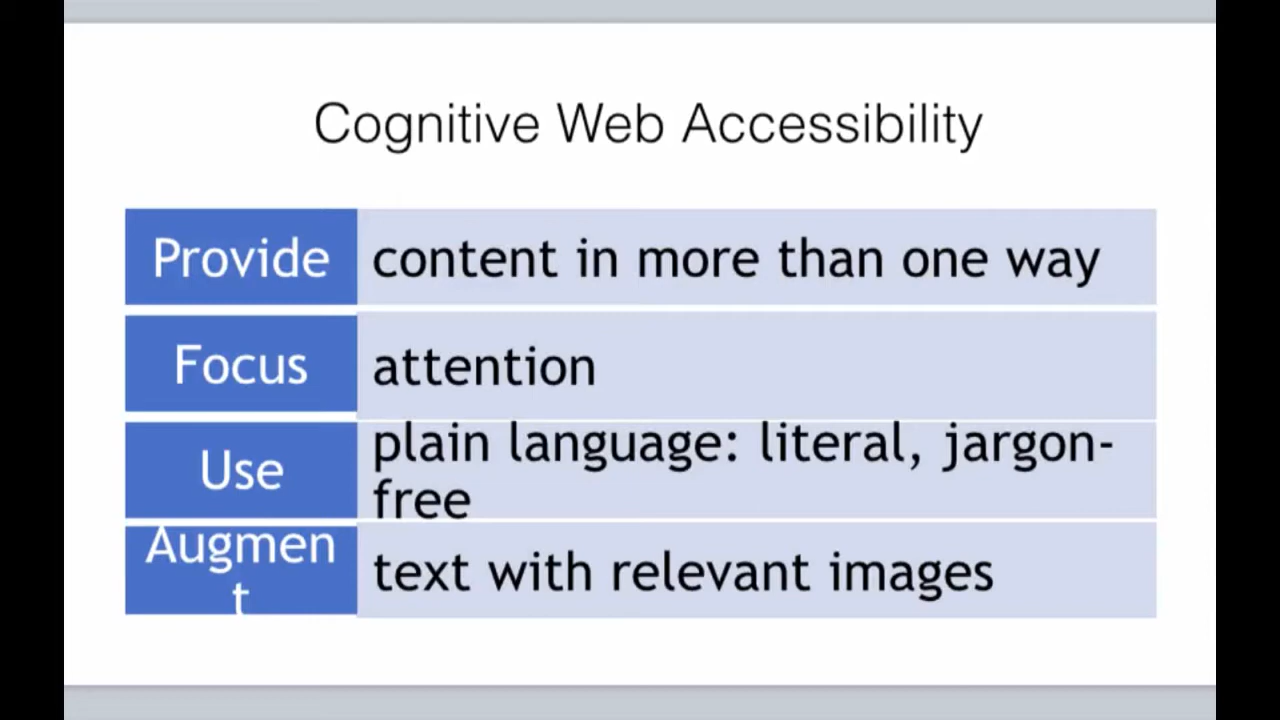 Cognitive Web Accessibility
Provide content in more than one way
Focus attention
Use plain language: literal, jargon-
free
Augmen
t
text with relevant images